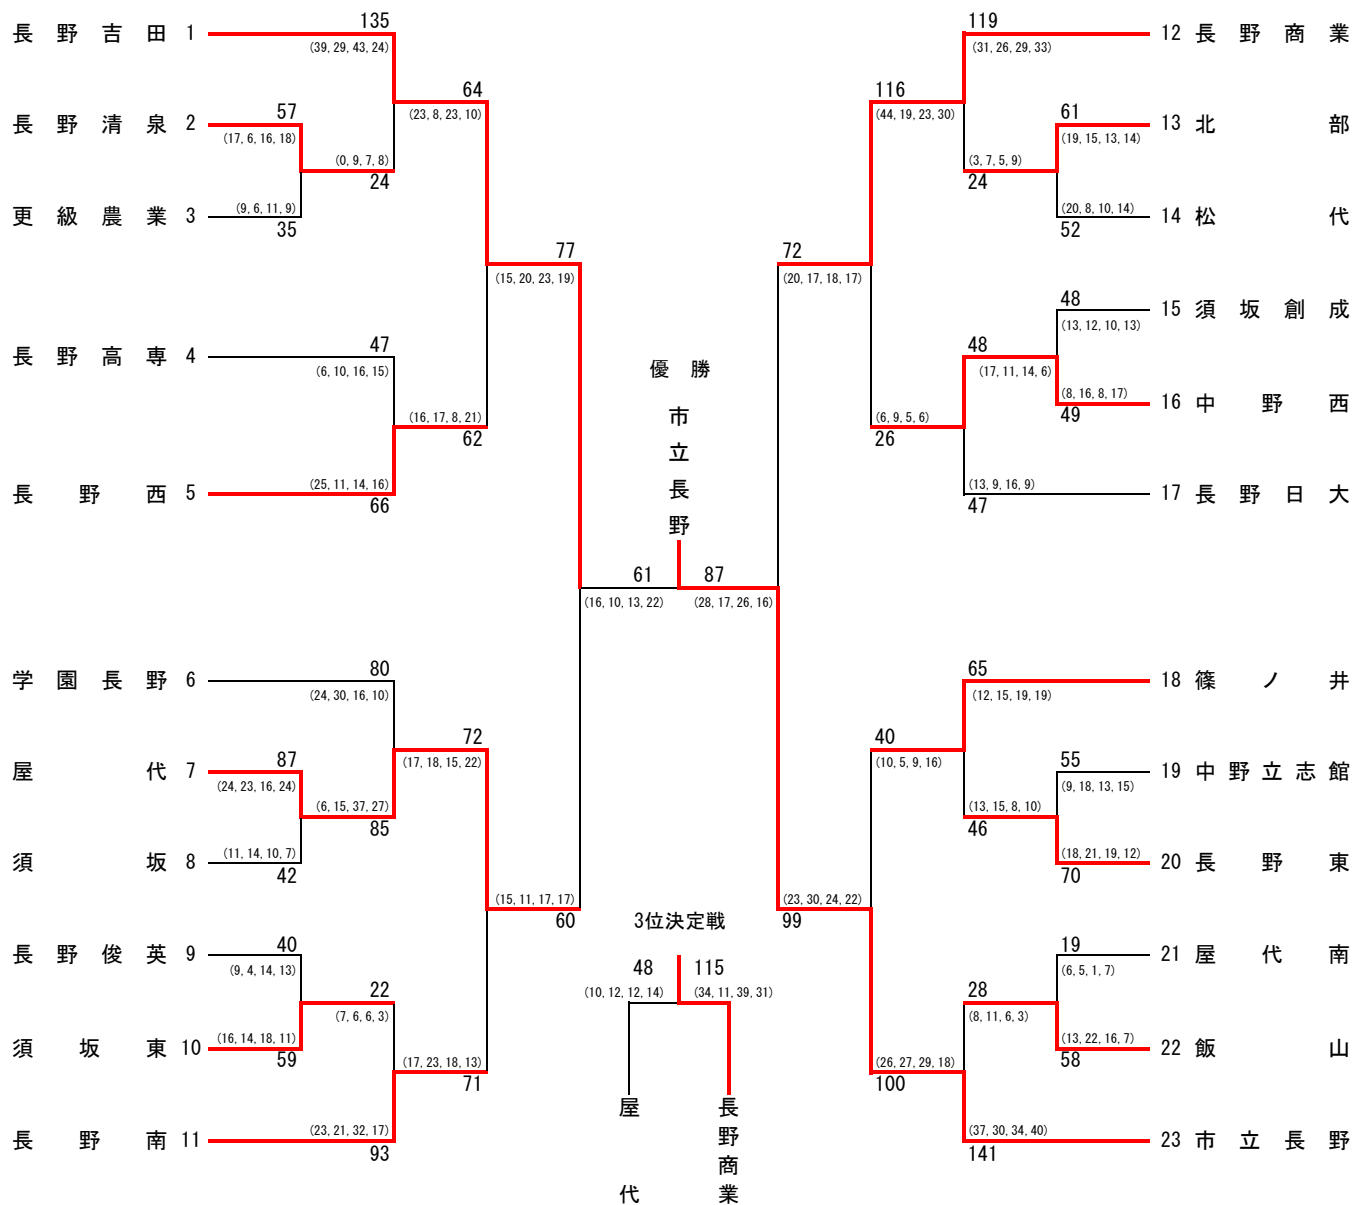 長野吉田 1
135
(39, 29, 43, 24)
長野清泉 2
57
(17, 6, 16, 18)
(0, 9, 7, 8)
24
更級農業 3
(9, 6, 11, 9)
35
64
(23, 8, 23, 10)
77
(15, 20, 23, 19)
長野高専 4
47
(6, 10, 16, 15)
(16, 17, 8, 21)
62
長野西 5
(25, 11, 14, 16)
66
学園長野 6
80
(24, 30, 16, 10)
72
(17, 18, 15, 22)
屋代 7
87
(24, 23, 16, 24)
(6, 15, 37, 27)
85
須坂 8
(11, 14, 10, 7)
42
(15, 11, 17, 17)
60
長野俊英 9
40
(9, 4, 14, 13)
22
(7, 6, 6, 3)
須坂東 10
(16, 14, 18, 11)
59
(17, 23, 18, 13)
71
長野南 11
(23, 21, 32, 17)
93
優勝
市立長野
61
(16, 10, 13, 22)
87
(28, 17, 26, 16)
3位決定戦
48
(10, 12, 12, 14)
115
(34, 11, 39, 31)
屋代
長野商業
119
(31, 26, 29, 33)
12 長野商業
116
(44, 19, 23, 30)
61
(19, 15, 13, 14)
13 北部
(3, 7, 5, 9)
24
(20, 8, 10, 14)
52
14 松代
72
(20, 17, 18, 17)
48
(13, 12, 10, 13)
15 須坂創成
48
(17, 11, 14, 6)
(8, 16, 8, 17)
49
16 中野西
(6, 9, 5, 6)
26
(13, 9, 16, 9)
47
17 長野日大
65
(12, 15, 19, 19)
18 篠ノ井
40
(10, 5, 9, 16)
55
(9, 18, 13, 15)
19 中野立志館
(13, 15, 8, 10)
46
(18, 21, 19, 12)
70
20 長野東
(23, 30, 24, 22)
99
19
(6, 5, 1, 7)
21 屋代南
28
(8, 11, 6, 3)
(13, 22, 16, 7)
58
22 飯山
(26, 27, 29, 18)
100
(37, 30, 34, 40)
141
23 市立長野